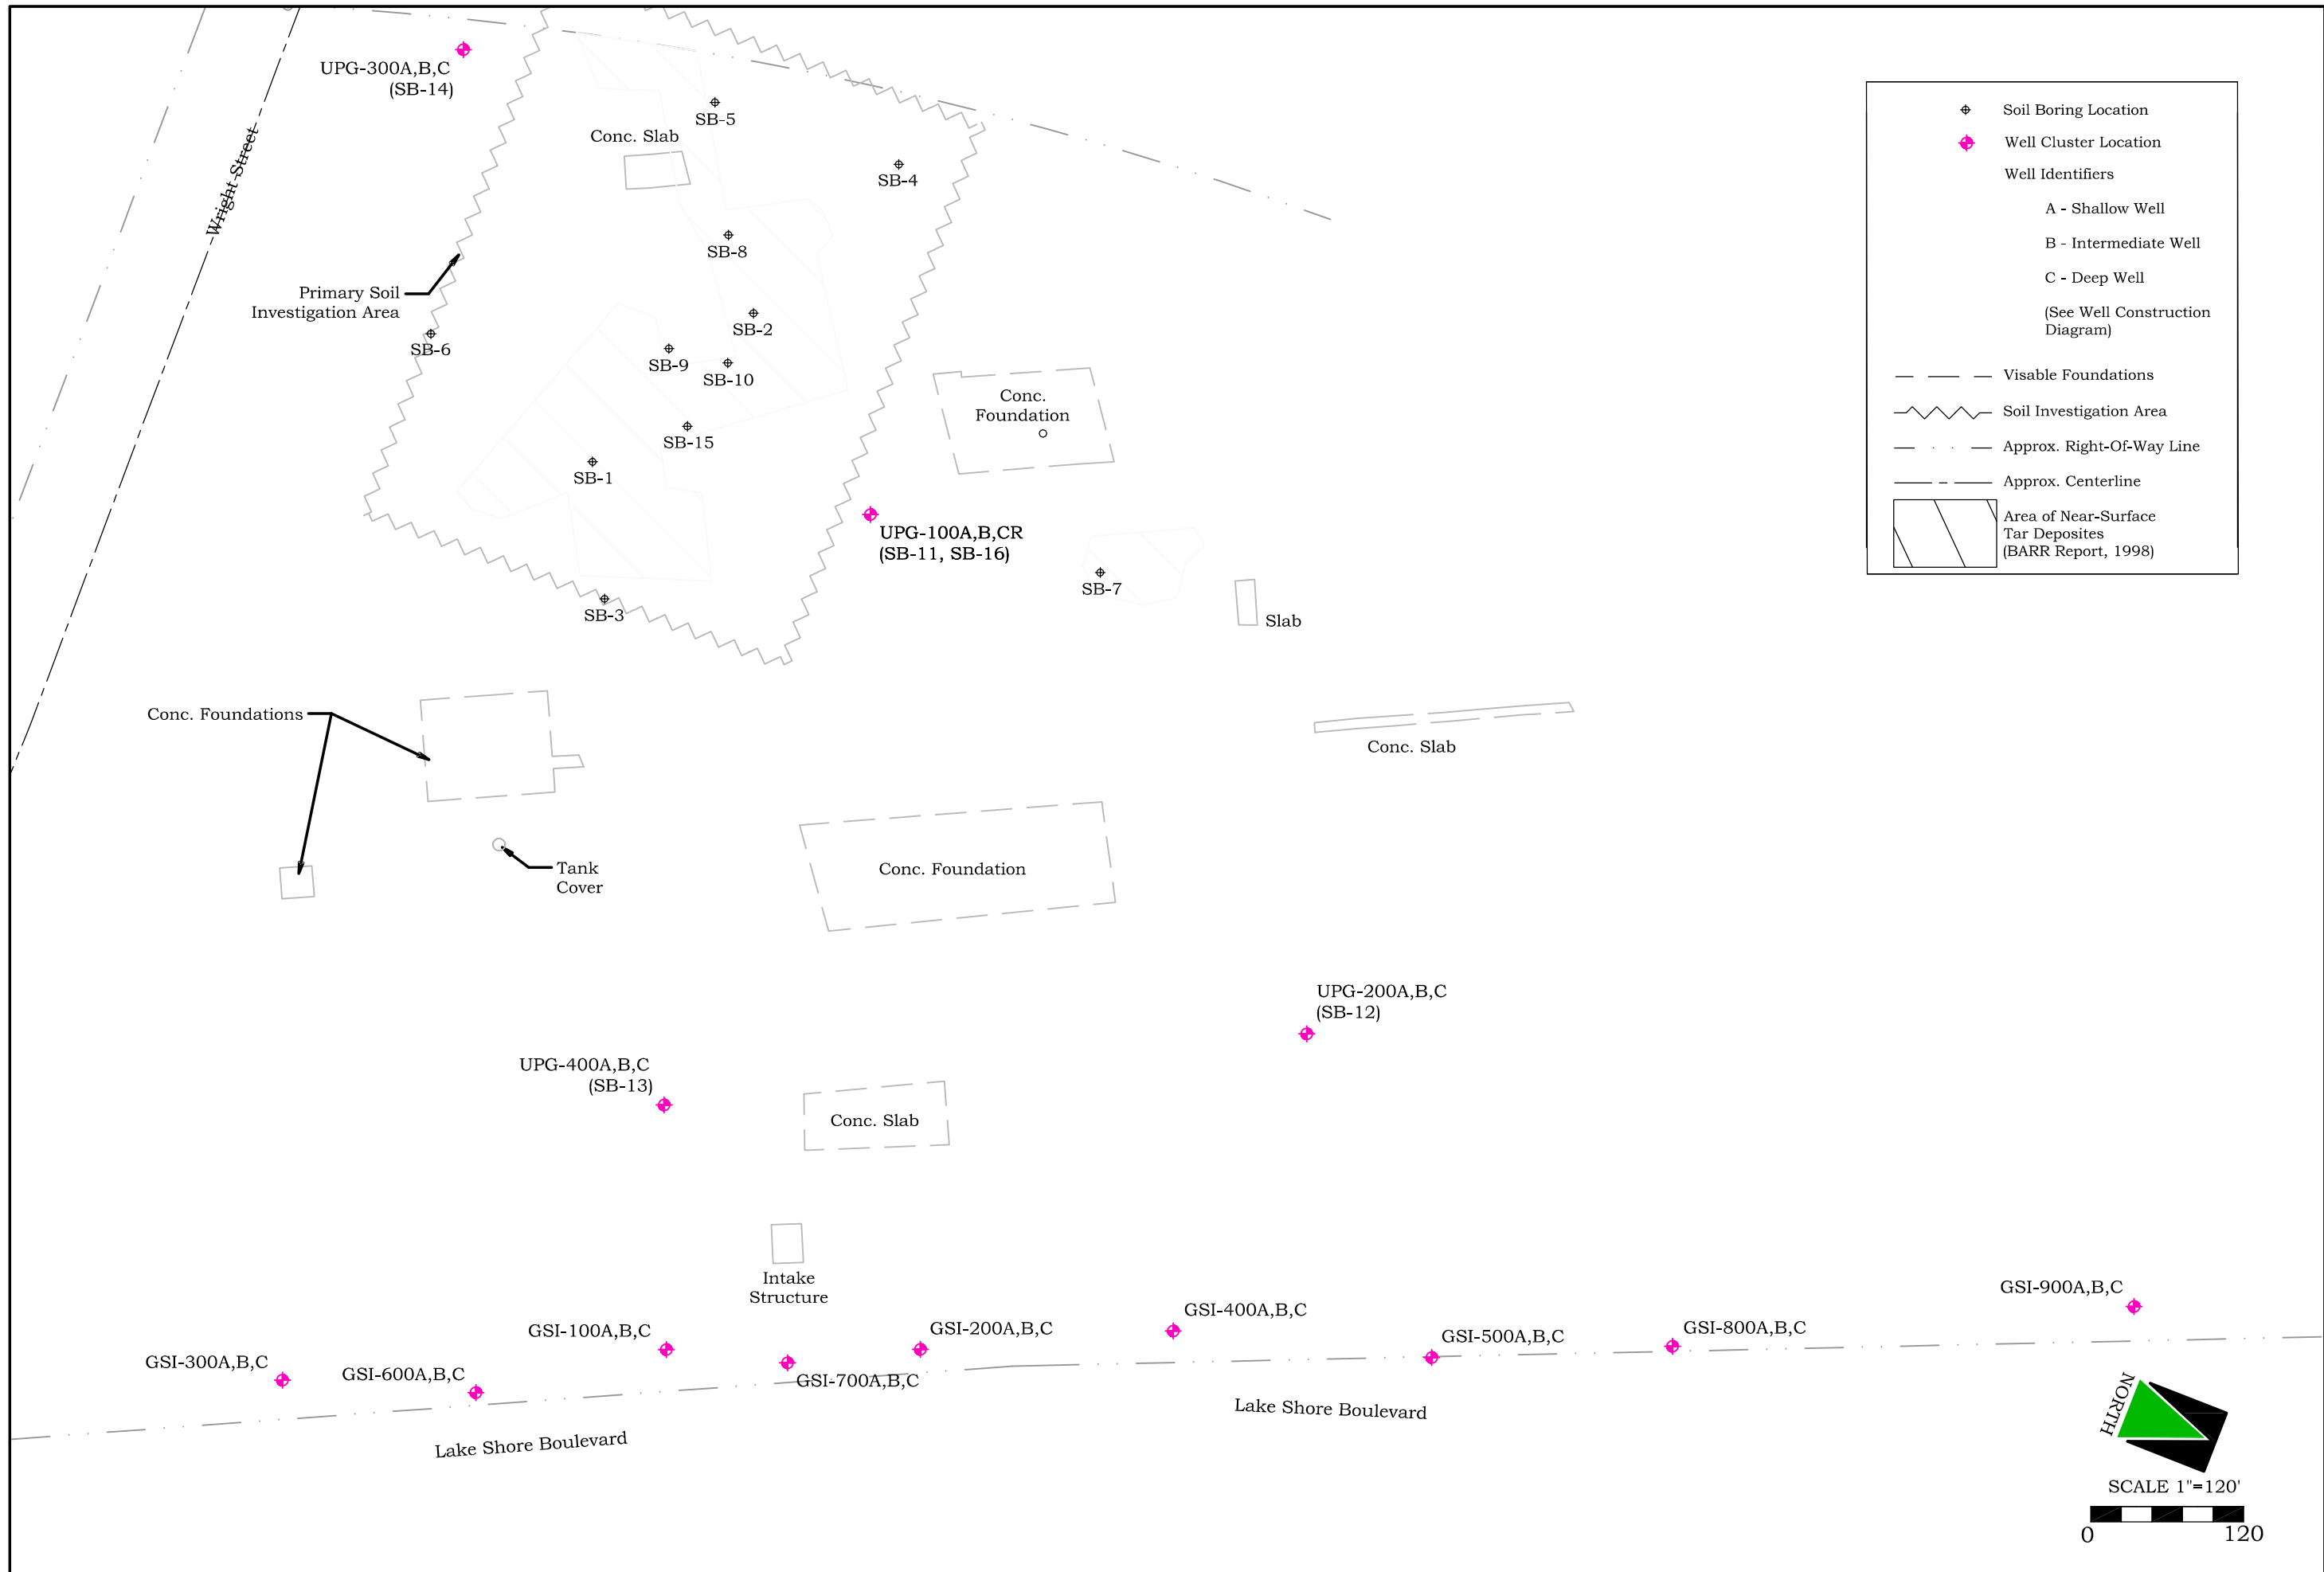 UPG-300A,B,C
(SB-14)
Wright Street
SB-5
Conc. Slab
SB-4
SB-8
Primary Soil
Investigation Area
SB-2
SB-6
SB-9
SB-10
SB-15
SB-1
Conc.
Foundation
UPG-100A,B,CR
(SB-11, SB-16)
SB-7
SB-3
Slab
Soil Boring Location
Well Cluster Location
Well Identifiers
A - Shallow Well
B - Intermediate Well
C - Deep Well
(See Well Construction
Diagram)
Visable Foundations
Soil Investigation Area
Approx. Right-Of-Way Line
Approx. Centerline
Area of Near-Surface
Tar Deposites
(BARR Report, 1998)
Conc. Foundations
Conc. Slab
Tank
Cover
Conc. Foundation
UPG-200A,B,C
(SB-12)
UPG-400A,B,C
(SB-13)
Conc. Slab
Intake
Structure
GSI-300A,B,C
GSI-600A,B,C
GSI-100A,B,C
GSI-700A,B,C
GSI-200A,B,C
GSI-400A,B,C
GSI-500A,B,C
GSI-800A,B,C
GSI-900A,B,C
Lake Shore Boulevard
Lake Shore Boulevard
NORTH
SCALE 1"=120'
0 120